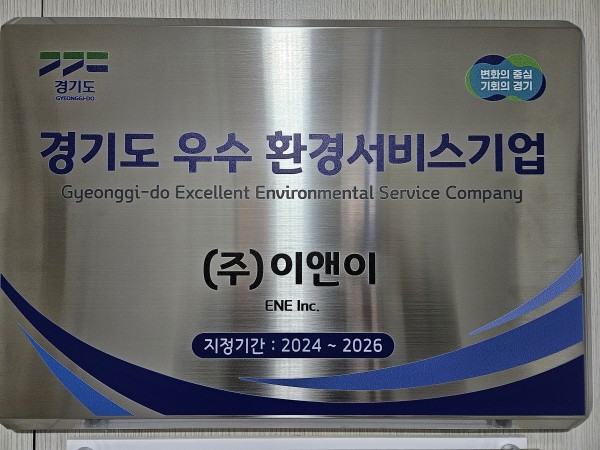 경기도
GYEONGGI-DO
변화의 중심
기회의 경기
경기도 우수 환경서비스기업
Gyeonggi-do Excellent Environmental Service Company
(주)이앤이
ENE Inc.
지정기간 : 2024 ~ 2026